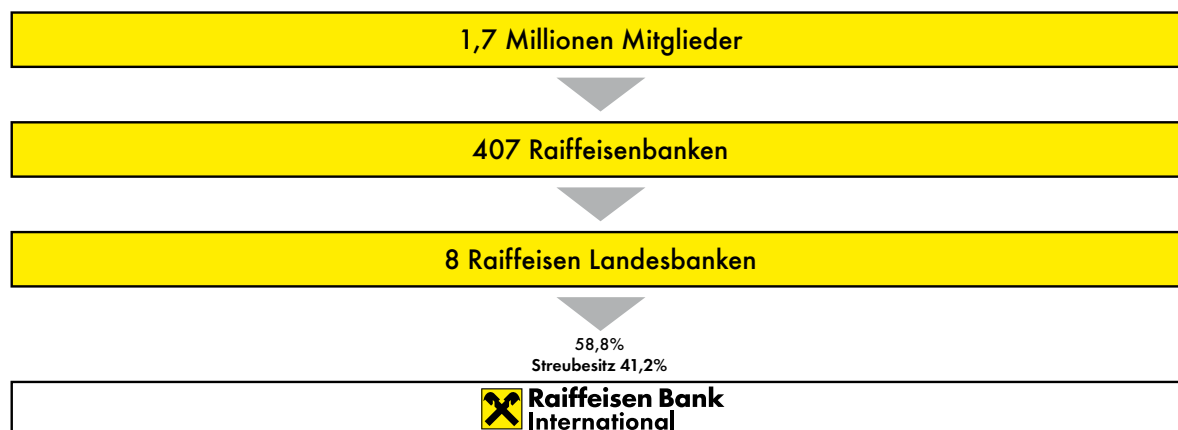 1,7 Millionen Mitglieder
407 Raiffeisenbanken
8 Raiffeisen Landesbanken
58,8%
Streubesitz 41,2%
Raiffeisen Bank
International